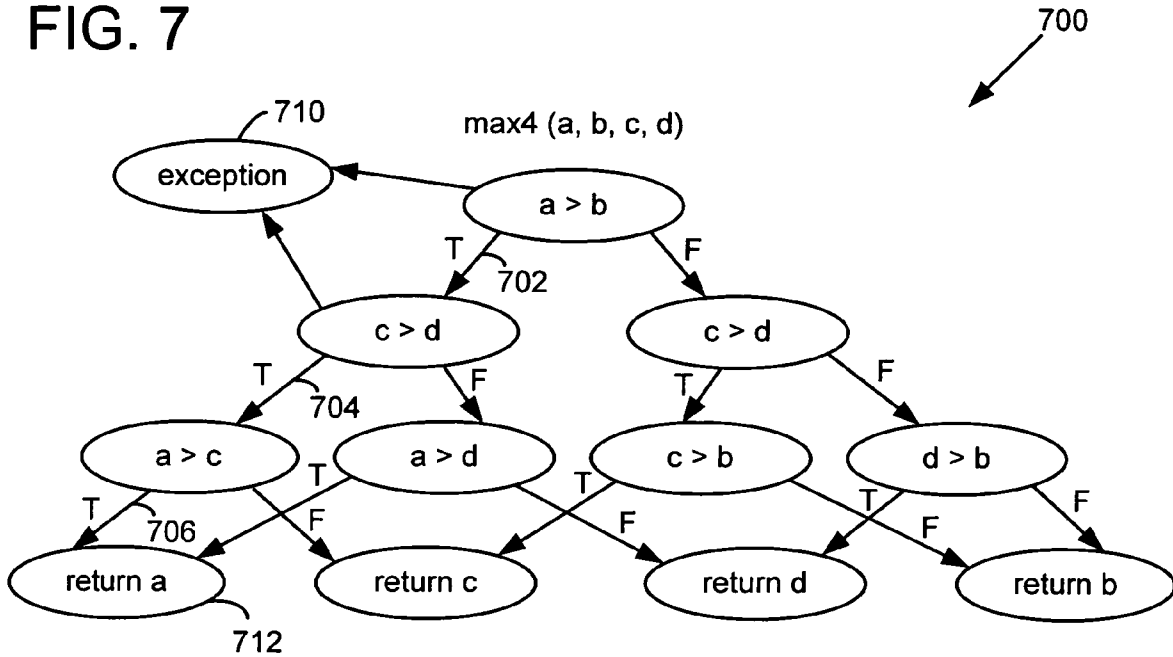 FIG. 7
700
710
max4 (a, b, c, d)
exception
a > b
T
702
F
c > d
c > d
T
704
F
T
F
a > c
a > d
c > b
d > b
T
706
F
T
F
T
F
T
F
return a
return c
return d
return b
712